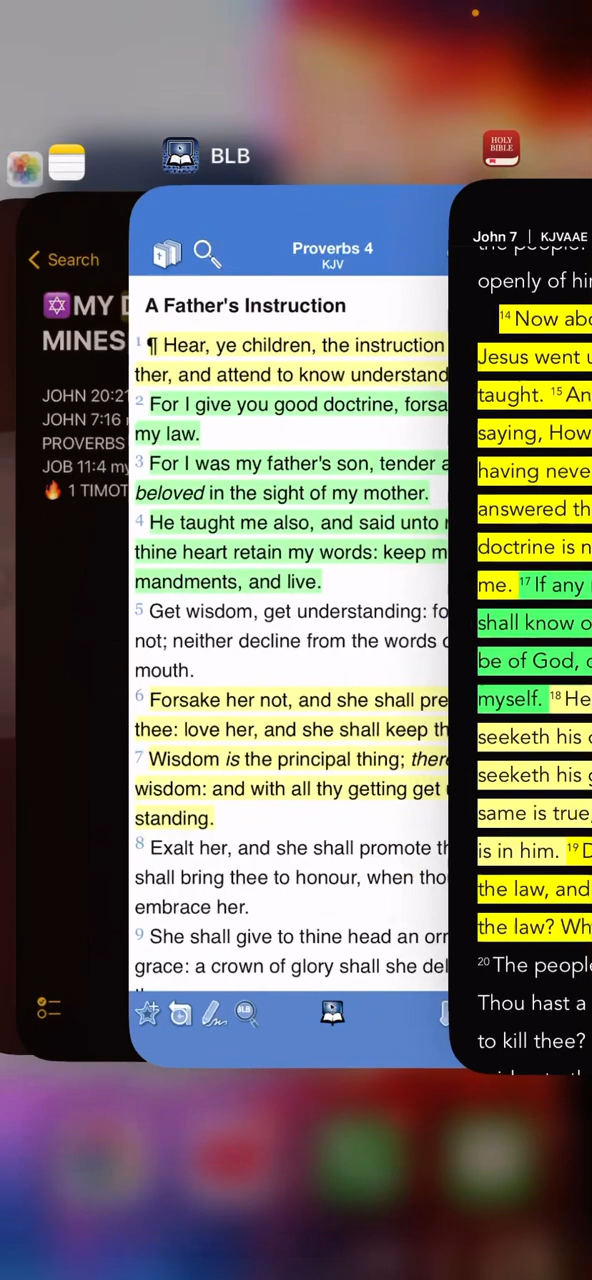 BLB
HOLY
BIBLE
Search
✡️MY
MINES
JOHN 20:21
JOHN 7:16
PROVERBS
JOB 11:4 my
🔥 1 TIMOT
Proverbs 4
KJV
A Father's Instruction
1 ¶ Hear, ye children, the instruction
ther, and attend to know understand
2 For I give you good doctrine, forsa
my law.
3 For I was my father's son, tender a
beloved in the sight of my mother.
4 He taught me also, and said unto
thine heart retain my words: keep m
mandments, and live.
5 Get wisdom, get understanding: fo
not; neither decline from the words o
mouth.
6 Forsake her not, and she shall pre
thee: love her, and she shall keep th
7 Wisdom is the principal thing; there
wisdom: and with all thy getting get
standing.
8 Exalt her, and she shall promote th
shall bring thee to honour, when thou
embrace her.
9 She shall give to thine head an orn
grace: a crown of glory shall she del
BLB
John 7 | KJVAAE
the people.
openly of hi
14 Now abo
Jesus went u
taught. 15 An
saying, How
having neve
answered th
doctrine is n
me. 17 If any
shall know o
be of God, o
myself. 18 He
seeketh his o
seeketh his g
same is true,
is in him. 19 D
the law, and
the law? Wh
20 The people
Thou hast a
to kill thee?